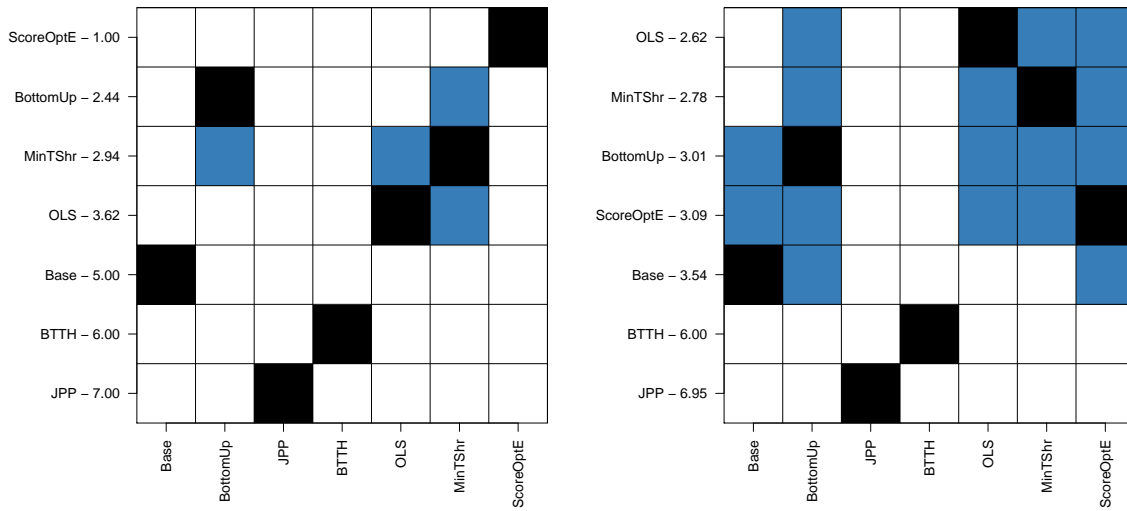 ScoreOptE – 1.00
BottomUp – 2.44
MinTShr – 2.94
OLS – 3.62
Base – 5.00
BTTH – 6.00
JPP – 7.00
Base
BottomUp
JPP
BTTH
OLS
MinTShr
ScoreOptE
OLS – 2.62
MinTShr – 2.78
BottomUp – 3.01
ScoreOptE – 3.09
Base – 3.54
BTTH – 6.00
JPP – 6.95
Base
BottomUp
JPP
BTTH
OLS
MinTShr
ScoreOptE